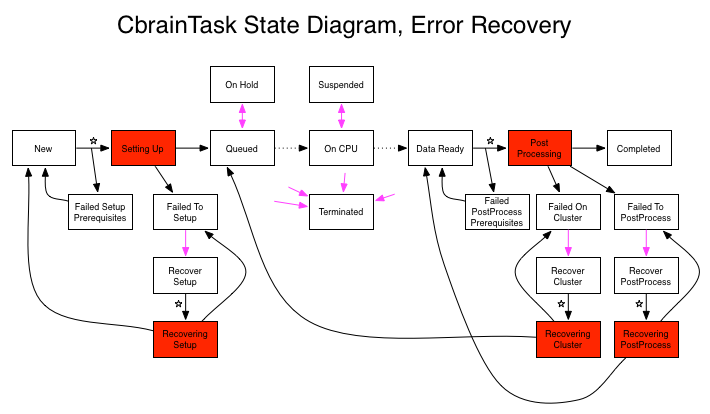 CbrainTask State Diagram, Error Recovery
On Hold
Suspended
New
Setting Up
Queued
On CPU
Data Ready
Post
Processing
Completed
Failed Setup
Prerequisites
Failed To
Setup
Terminated
Failed
PostProcess
Prerequisites
Failed On
Cluster
Failed To
PostProcess
Recover
Setup
Recover
Cluster
Recover
PostProcess
Recovering
Setup
Recovering
Cluster
Recovering
PostProcess